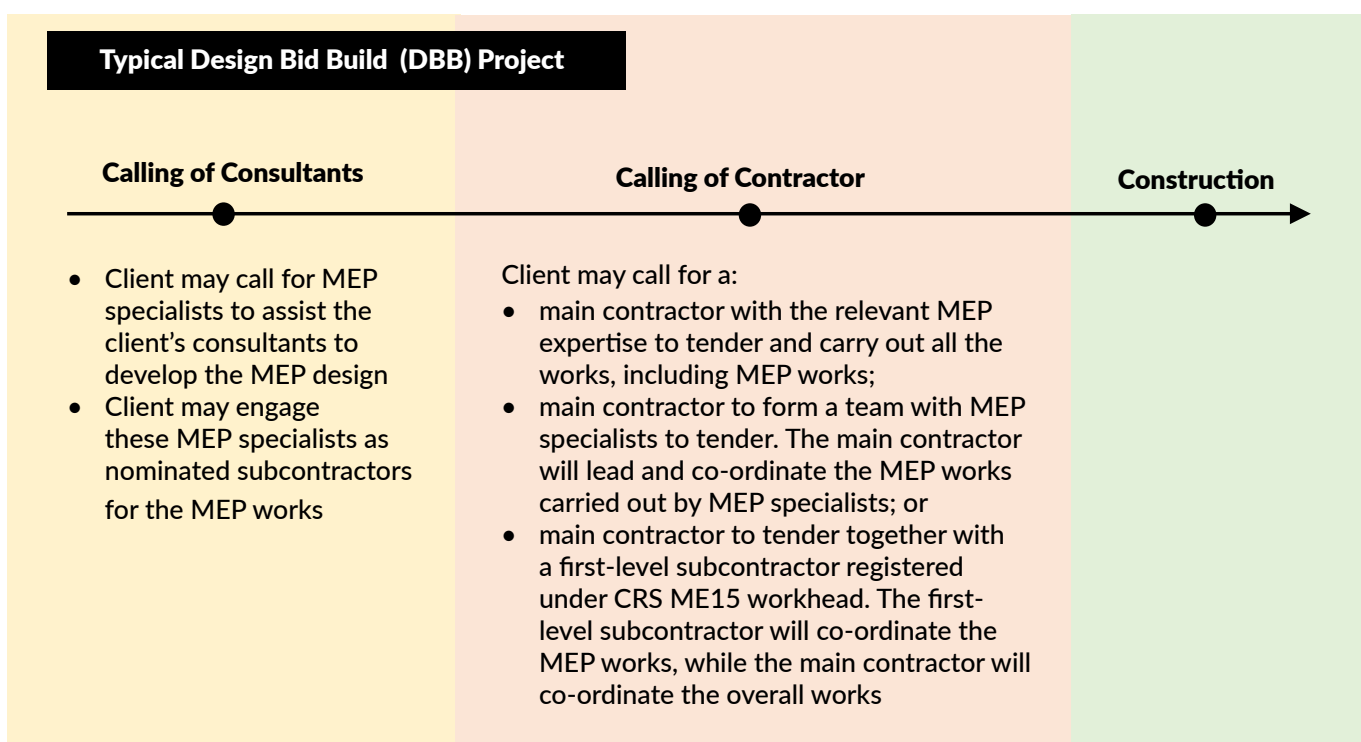 Typical Design Bid Build (DBB) Project
Calling of Consultants
Calling of Contractor
Construction
• Client may call for MEP
specialists to assist the
client’s consultants to
develop the MEP design
• Client may engage
these MEP specialists as
nominated subcontractors
for the MEP works
Client may call for a:
• main contractor with the relevant MEP
expertise to tender and carry out all the
works, including MEP works;
• main contractor to form a team with MEP
specialists to tender. The main contractor
will lead and co-ordinate the MEP works
carried out by MEP specialists; or
• main contractor to tender together with
a first-level subcontractor registered
under CRS ME15 workhead. The first-
level subcontractor will co-ordinate the
MEP works, while the main contractor will
co-ordinate the overall works